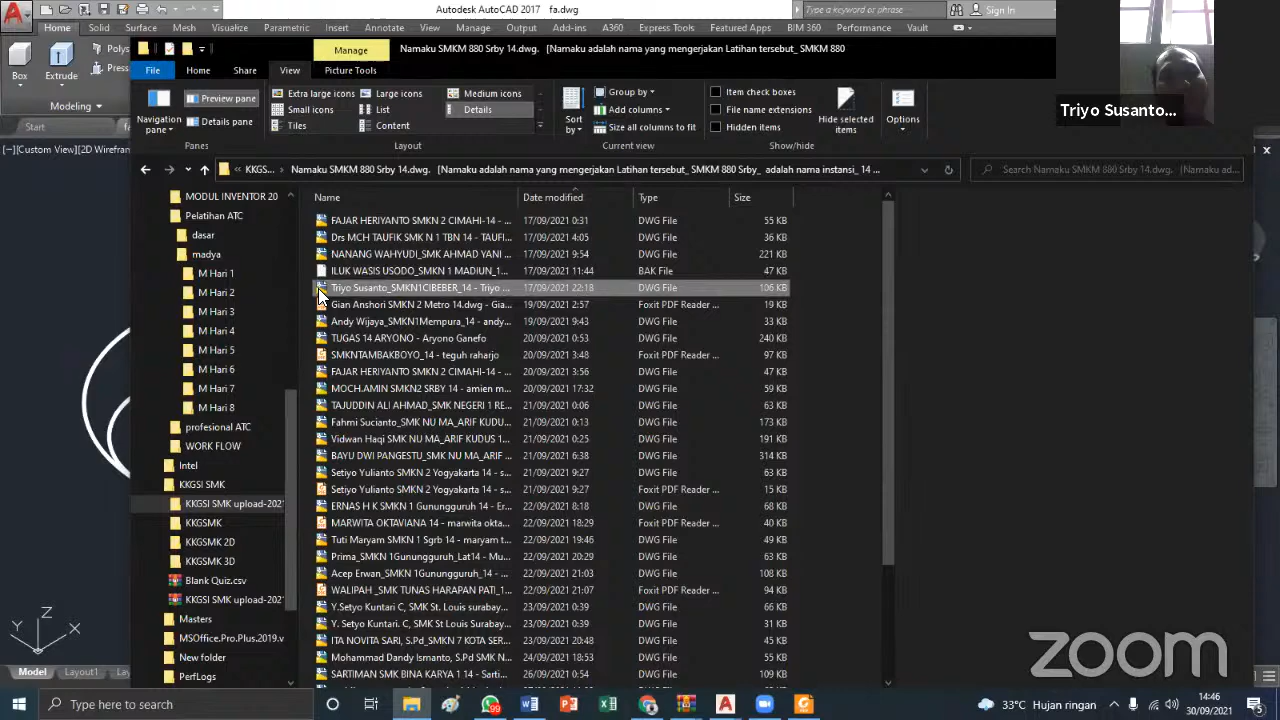 Autodesk AutoCAD 2017 fa.dwg
Type a keyword or phrase
Sign In
Home Solid Surface Mesh Visualize Parametric Insert Annotate View Manage Output Add-ins A360 Express Tools Featured Apps BIM 360 Performance Vault
Box
Extrude
Polys
Press
Modeling
Start
[-][Custom View][2D Wirefram
Manage
Namaku SMKM 880 Srby 14.dwg. [Namaku adalah nama yang mengerjakan Latihan tersebut_ SMKM 880
File Home Share View Picture Tools
Navigation pane
Preview pane
Details pane
Panes
Extra large icons Large icons Medium icons
Small icons List Details
Tiles Content
Layout
Sort by
Group by
Add columns
Size all columns to fit
Current view
Item check boxes
File name extensions
Hidden items
Hide selected items
Show/hide
Options
Triyo Susanto...
KKGS... Namaku SMKM 880 Srby 14.dwg. [Namaku adalah nama yang mengerjakan Latihan tersebut_ SMKM 880 Srby_ adalah nama instansi_ 14 ...
Search Namaku SMKM 880 Srby 14.dwg. [Namaku ad...
MODUL INVENTOR 20
Pelatihan ATC
dasar
madya
M Hari 1
M Hari 2
M Hari 3
M Hari 4
M Hari 5
M Hari 6
M Hari 7
M Hari 8
profesional ATC
WORK FLOW
Intel
KKGSI SMK
KKGSI SMK upload-2021
KKGSMK
KKGSMK 2D
KKGSMK 3D
Blank Quiz.csv
KKGSI SMK upload-2021
Masters
MSOffice.Pro.Plus.2019.v
New folder
PerfLogs
Name Date modified Type Size
FAJAR HERIYANTO SMKN 2 CIMAHI-14 - ... 17/09/2021 0:31 DWG File 55 KB
Drs MCH TAUFIK SMK N 1 TBN 14 - TAUFI... 17/09/2021 4:05 DWG File 36 KB
NANANG WAHYUDI_SMK AHMAD YANI ... 17/09/2021 9:54 DWG File 60 KB
ILUK WASIS USODO_SMKN 1 MADIUN_1... 17/09/2021 11:44 BAK File 47 KB
Triyo Susanto_SMKN1CIBEBER_14 - Triyo ... 17/09/2021 22:18 DWG File 106 KB
Gian Anshori SMKN 2 Metro 14.dwg - Gia... 19/09/2021 2:57 Foxit PDF Reader ... 19 KB
Andy Wijaya_SMKN1Mempura_14 - andy... 19/09/2021 9:43 DWG File 33 KB
TUGAS 14 ARYONO - Aryono Ganefo 20/09/2021 0:53 DWG File 240 KB
SMKNTAMBAKBOYO_14 - teguh raharjo 20/09/2021 3:48 Foxit PDF Reader ... 97 KB
FAJAR HERIYANTO SMKN 2 CIMAHI-14 - ... 20/09/2021 3:56 DWG File 47 KB
MOCH.AMIN SMKN2 SRBY 14 - amien m... 20/09/2021 17:32 DWG File 59 KB
TAJUDDIN ALI AHMAD_SMK NEGERI 1 RE... 21/09/2021 0:06 DWG File 63 KB
Fahmi Sucianto_SMK NU MA_ARIF KUDU... 21/09/2021 0:13 DWG File 173 KB
Vidwan Haqi SMK NU MA_ARIF KUDUS 1... 21/09/2021 0:25 DWG File 191 KB
BAYU DWI PANGESTU_SMK NU MA_ARIF ... 21/09/2021 6:38 DWG File 314 KB
Setiyo Yulianto SMKN 2 Yogyakarta 14 - s... 21/09/2021 9:27 DWG File 63 KB
Setiyo Yulianto SMKN 2 Yogyakarta 14 - s... 21/09/2021 9:27 Foxit PDF Reader ... 15 KB
ERNAS H K SMKN 1 Gunungguruh_14 - Er... 22/09/2021 8:18 DWG File 68 KB
MARWITA OKTAVIANA 14 - marwita okta... 22/09/2021 18:29 Foxit PDF Reader ... 40 KB
Tuti Maryam SMKN 1 Sgrb 14 - maryam t... 22/09/2021 19:46 DWG File 49 KB
Prima_SMKN 1Gunungguruh_Lat14 - Mu... 22/09/2021 20:29 DWG File 63 KB
Acep Erwan_SMKN 1Gunungguruh_14 - ... 22/09/2021 21:03 DWG File 108 KB
WALIPAH _SMK TUNAS HARAPAN PATI_1... 22/09/2021 21:07 Foxit PDF Reader ... 94 KB
Y.Setyo Kuntari C, SMK St. Louis surabay... 23/09/2021 0:39 DWG File 66 KB
Y. Setyo Kuntari. C, SMK St. Louis surabay... 23/09/2021 0:39 DWG File 31 KB
ITA NOVITA SARI, S.Pd_SMKN 7 KOTA SER... 23/09/2021 20:48 DWG File 45 KB
Mohammad Dandy Ismanto, S.Pd SMK N... 24/09/2021 18:53 DWG File 55 KB
SARTIMAN SMK BINA KARYA 1 14 - Sarti... 26/09/2021 0:54 DWG File 109 KB
Z
Y X
Model Layout1 Lay
zoom
Type here to search
99
33°C Hujan ringan
14:46
30/09/2021